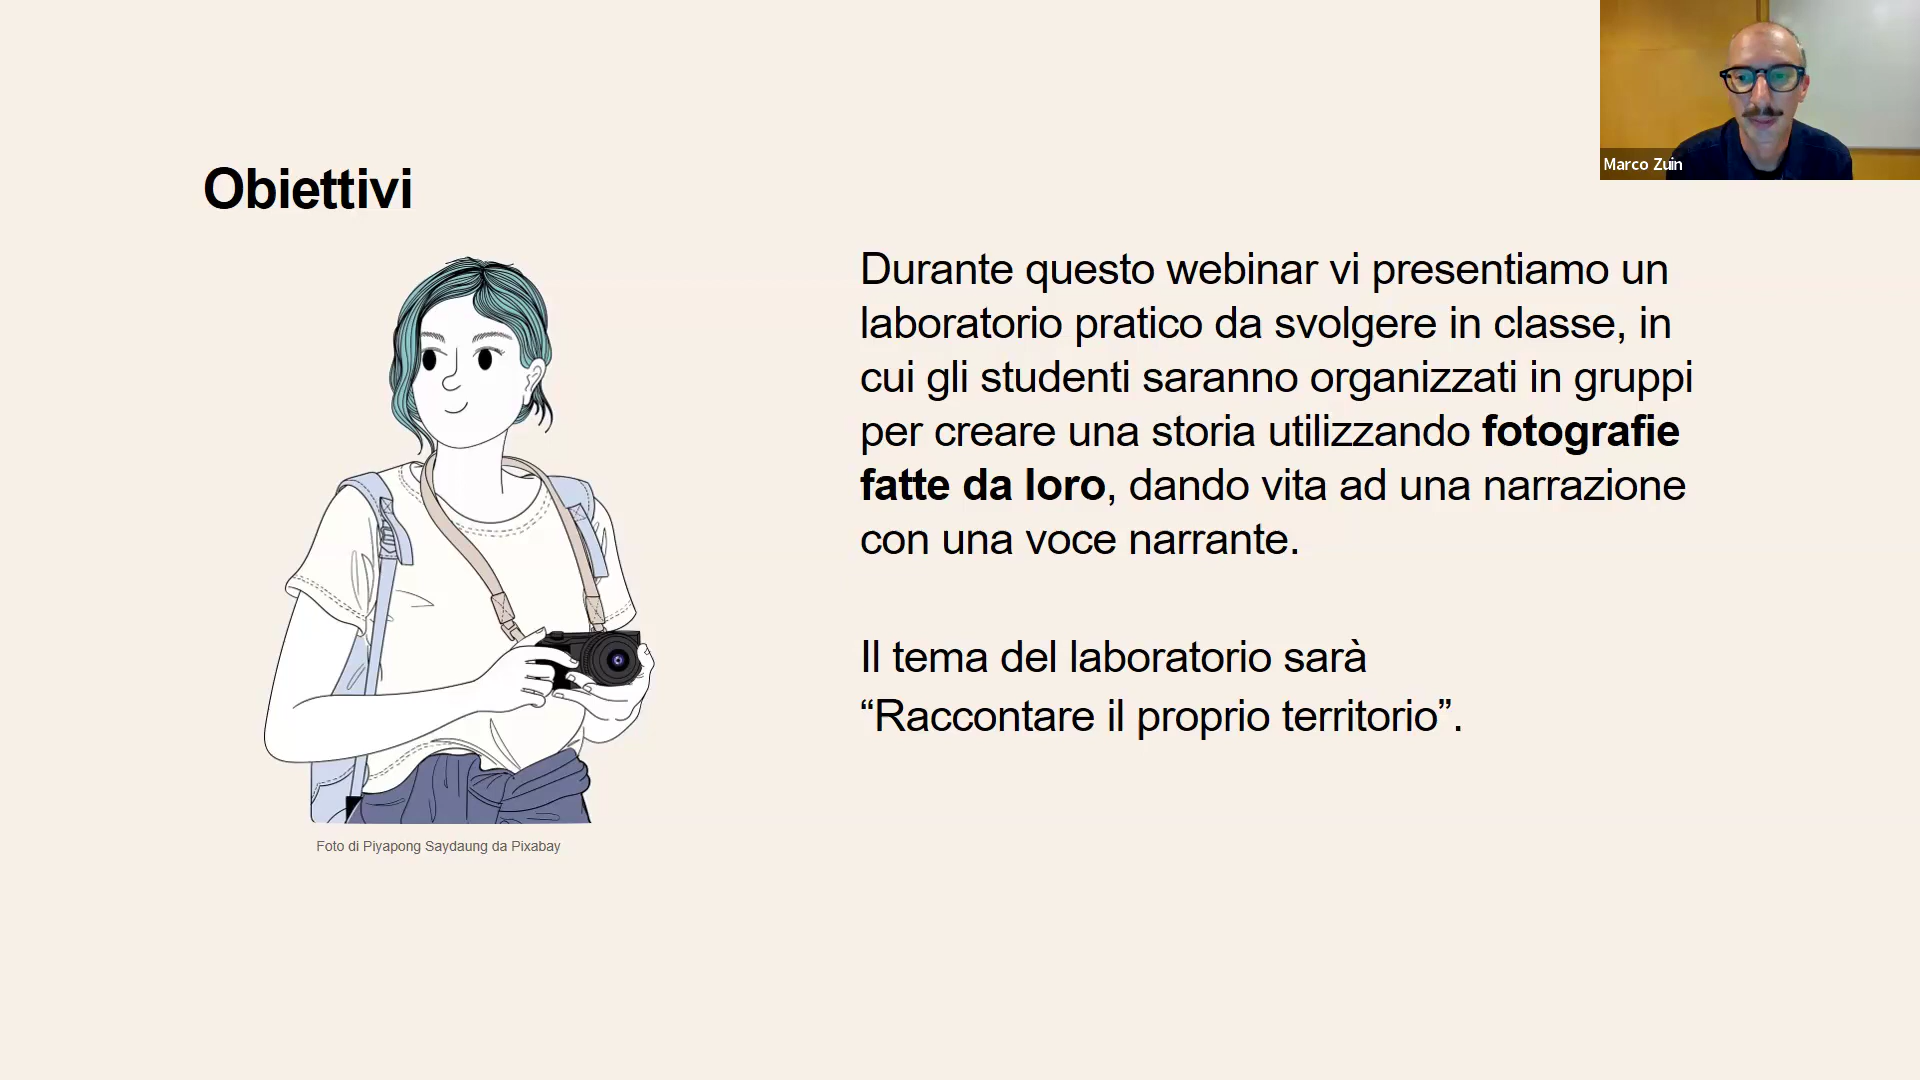 Marco Zuin
Obiettivi
Durante questo webinar vi presentiamo un
laboratorio pratico da svolgere in classe, in
cui gli studenti saranno organizzati in gruppi
per creare una storia utilizzando fotografie
fatte da loro, dando vita ad una narrazione
con una voce narrante.
Il tema del laboratorio sarà
“Raccontare il proprio territorio”.
Foto di Piyapong Saydaung da Pixabay